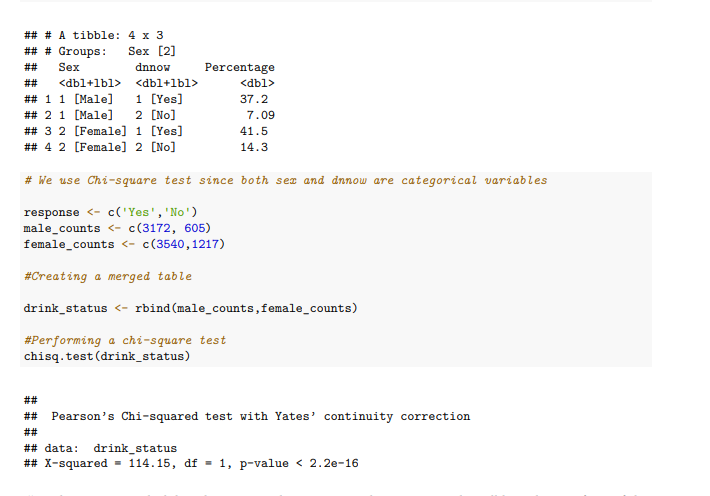 ## # A tibble: 4 x 3
## # Groups:   Sex [2]
##   Sex        dnnow      Percentage
##   <dbl+lbl>  <dbl+lbl>       <dbl>
## 1 1 [Male]   1 [Yes]         37.2
## 2 1 [Male]   2 [No]           7.09
## 3 2 [Female] 1 [Yes]         41.5
## 4 2 [Female] 2 [No]          14.3
# We use Chi-square test since both sex and dnnow are categorical variables
response <- c('Yes','No')
male_counts <- c(3172, 605)
female_counts <- c(3540,1217)
#Creating a merged table
drink_status <- rbind(male_counts,female_counts)
#Performing a chi-square test
chisq.test(drink_status)
##
##  Pearson's Chi-squared test with Yates' continuity correction
##
## data:  drink_status
## X-squared = 114.15, df = 1, p-value < 2.2e-16